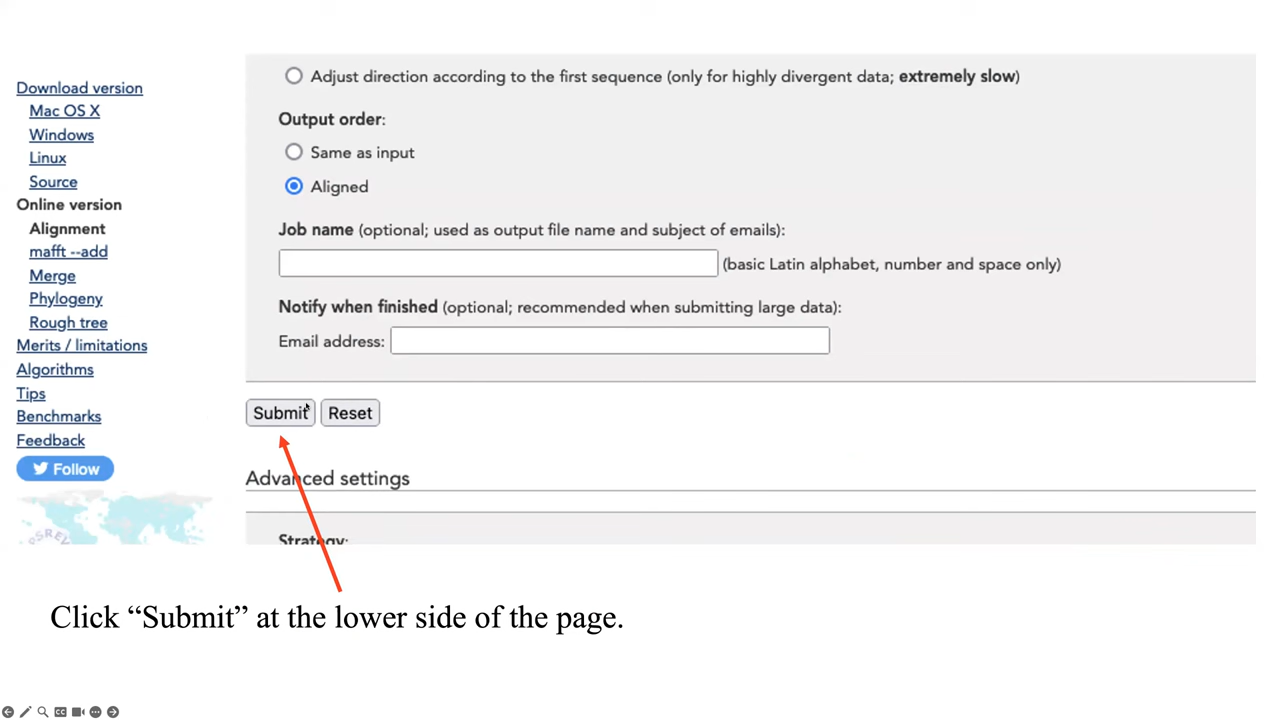 Download version
Mac OS X
Windows
Linux
Source
Online version
Alignment
mafft --add
Merge
Phylogeny
Rough tree
Merits / limitations
Algorithms
Tips
Benchmarks
Feedback
Follow
Adjust direction according to the first sequence (only for highly divergent data; extremely slow)
Output order:
Same as input
Aligned
Job name (optional; used as output file name and subject of emails):
(basic Latin alphabet, number and space only)
Notify when finished (optional; recommended when submitting large data):
Email address:
Submit Reset
Advanced settings
Strategy:
Click “Submit” at the lower side of the page.